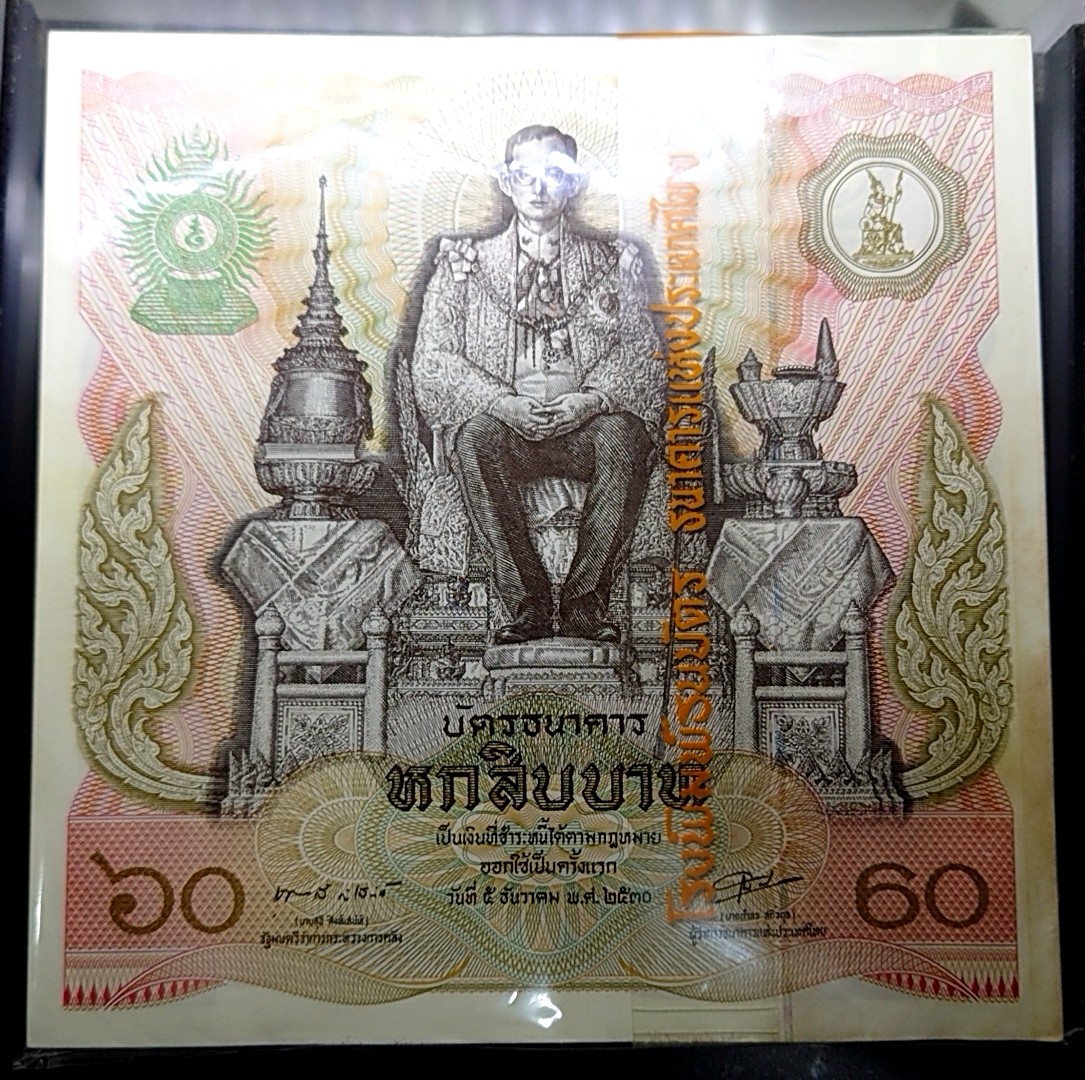 บัตรธนาคาร
หกสิบบาท
เป็นเงินที่ชำระหนี้ได้ตามกฎหมาย
ออกใช้เป็นครั้งแรก
วันที่ ๕ ธันวาคม พ.ศ. ๒๕๓๐
๖๐
60
รัฐมนตรีว่าการกระทรวงการคลัง
ผู้ว่าการธนาคารแห่งประเทศไทย
โรงพิมพ์ธนบัตร ธนาคารแห่งประเทศไทย